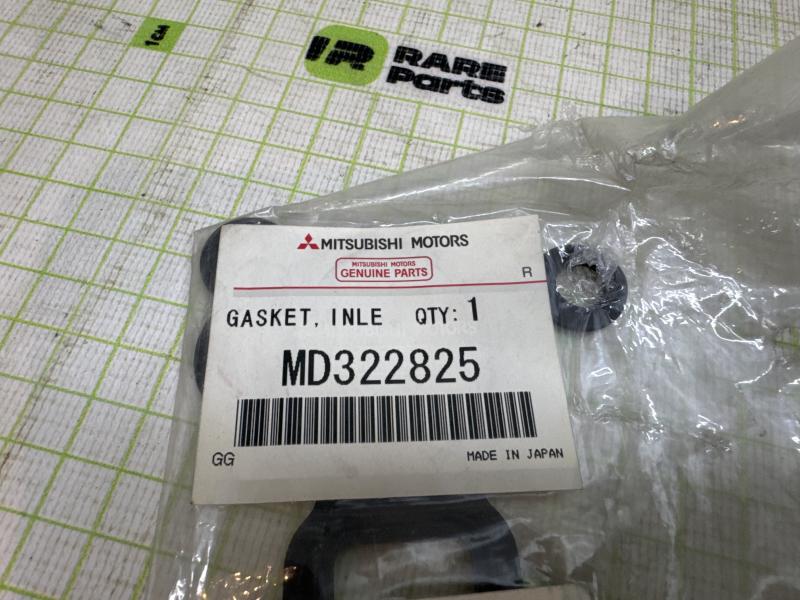 RARE
Parts
MITSUBISHI MOTORS
MITSUBISHI MOTORS
GENUINE PARTS
R
GASKET, INLE QTY: 1
MD322825
GG MADE IN JAPAN